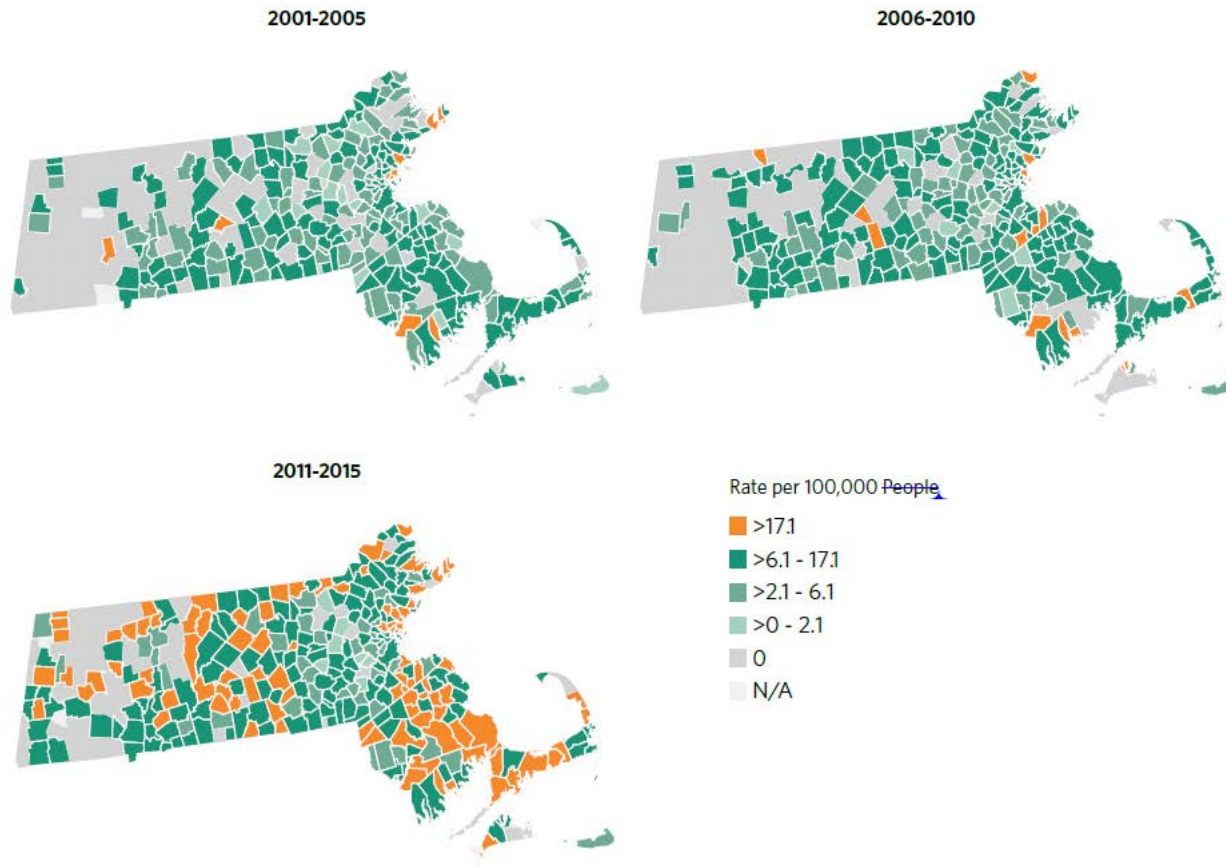 2001-2005
2006-2010
2011-2015
Rate per 100,000 People
>17.1
>6.1 - 17.1
>2.1 - 6.1
>0 - 2.1
0
N/A